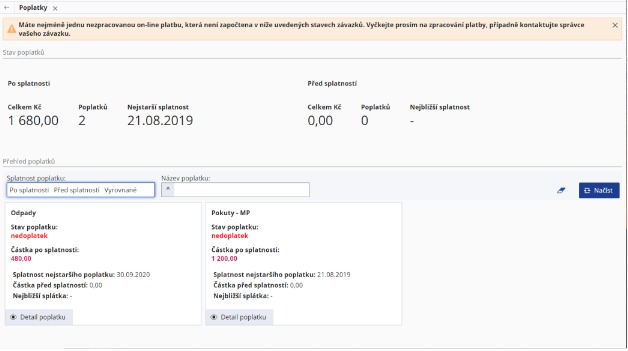 Poplatky
Máte nejméně jednu nezpracovanou on-line platbu, která není započtena v níže uvedených stavech závazků. Vyčkejte prosím na zpracování platby, případně kontaktujte správce
vašeho závazku.
Stav poplatků
Po splatnosti
Před splatností
Celkem Kč Poplatků Nejstarší splatnost
1 680,00 2 21.08.2019
Celkem Kč Poplatků Nejbližší splatnost
0,00 0 -
Přehled poplatků
Splatnost poplatku: Název poplatku:
Po splatnosti Před splatností Vyrovnané * Načíst
Odpady
Stav poplatku:
nedoplatek
Částka po splatnosti:
480,00
Splatnost nejstaršího poplatku: 30.09.2020
Částka před splatností: 0,00
Nejbližší splátka: -
Detail poplatku
Pokuty - MP
Stav poplatku:
nedoplatek
Částka po splatnosti:
1 200,00
Splatnost nejstaršího poplatku: 21.08.2019
Částka před splatností: 0,00
Nejbližší splátka: -
Detail poplatku